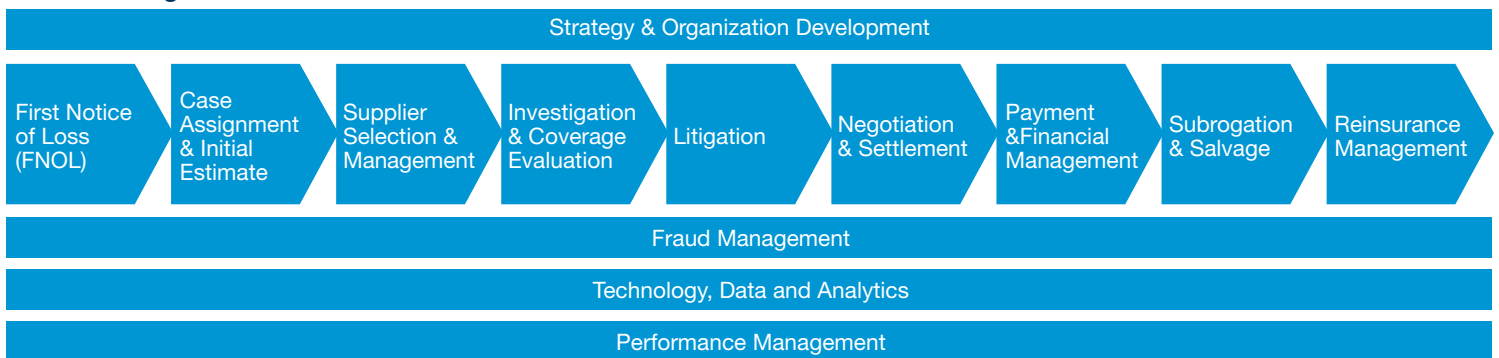 Strategy & Organization Development
First Notice
of Loss
(FNOL)
Case
Assignment
& Initial
Estimate
Supplier
Selection &
Management
Investigation
& Coverage
Evaluation
Litigation
Negotiation
& Settlement
Payment
&Financial
Management
Subrogation
& Salvage
Reinsurance
Management
Fraud Management
Technology, Data and Analytics
Performance Management